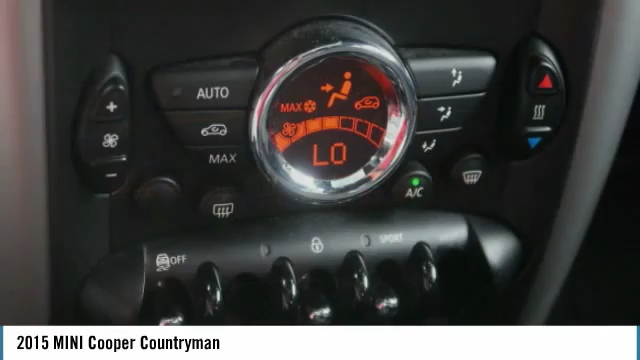 AUTO
MAX
MAX
LO
A/C
OFF
SPORT
2015 MINI Cooper Countryman